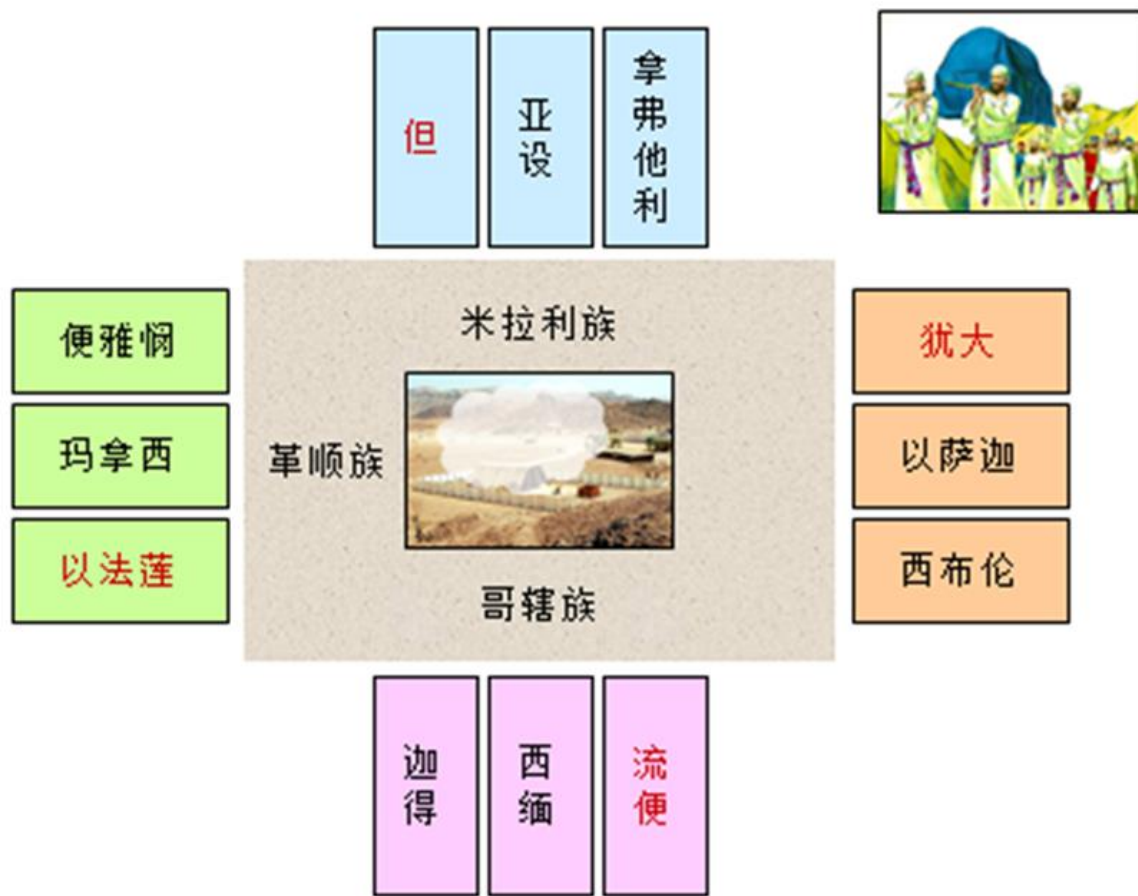 但
亚设
拿弗他利
米拉利族
便雅悯
犹大
玛拿西
革顺族
以萨迦
以法莲
哥辖族
西布伦
迦得
西缅
流便